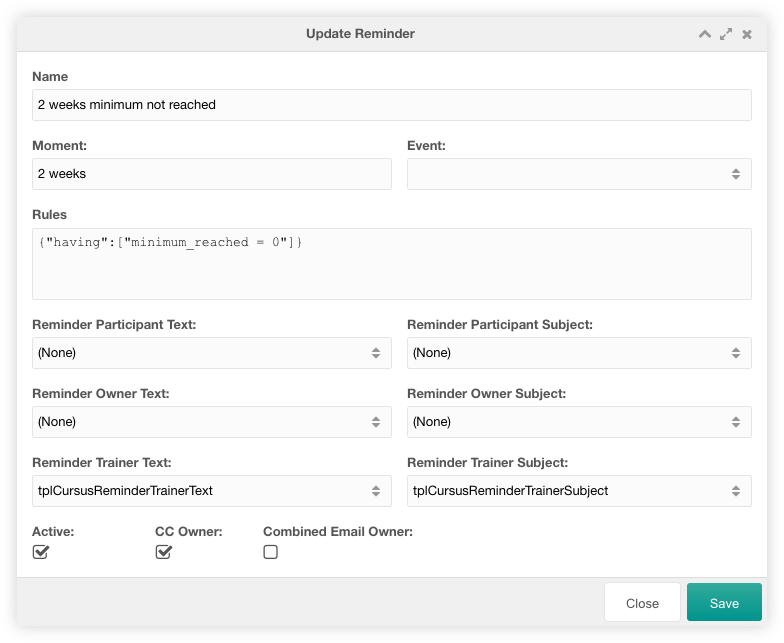 Update Reminder
Name
2 weeks minimum not reached
Moment: Event:
2 weeks
Rules
{"having":["minimum_reached = 0"]}
Reminder Participant Text: Reminder Participant Subject:
(None) (None)
Reminder Owner Text: Reminder Owner Subject:
(None) (None)
Reminder Trainer Text: Reminder Trainer Subject:
tplCursusReminderTrainerText tplCursusReminderTrainerSubject
Active: CC Owner: Combined Email Owner:
Close Save